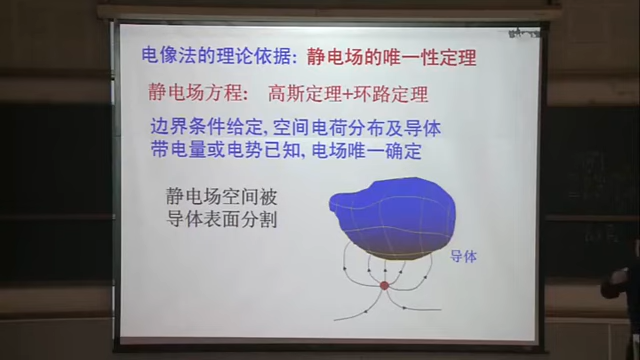 电像法的理论依据: 静电场的唯一性定理
静电场方程: 高斯定理+环路定理
边界条件给定, 空间电荷分布及导体
带电量或电势已知, 电场唯一确定
静电场空间被
导体表面分割
导体